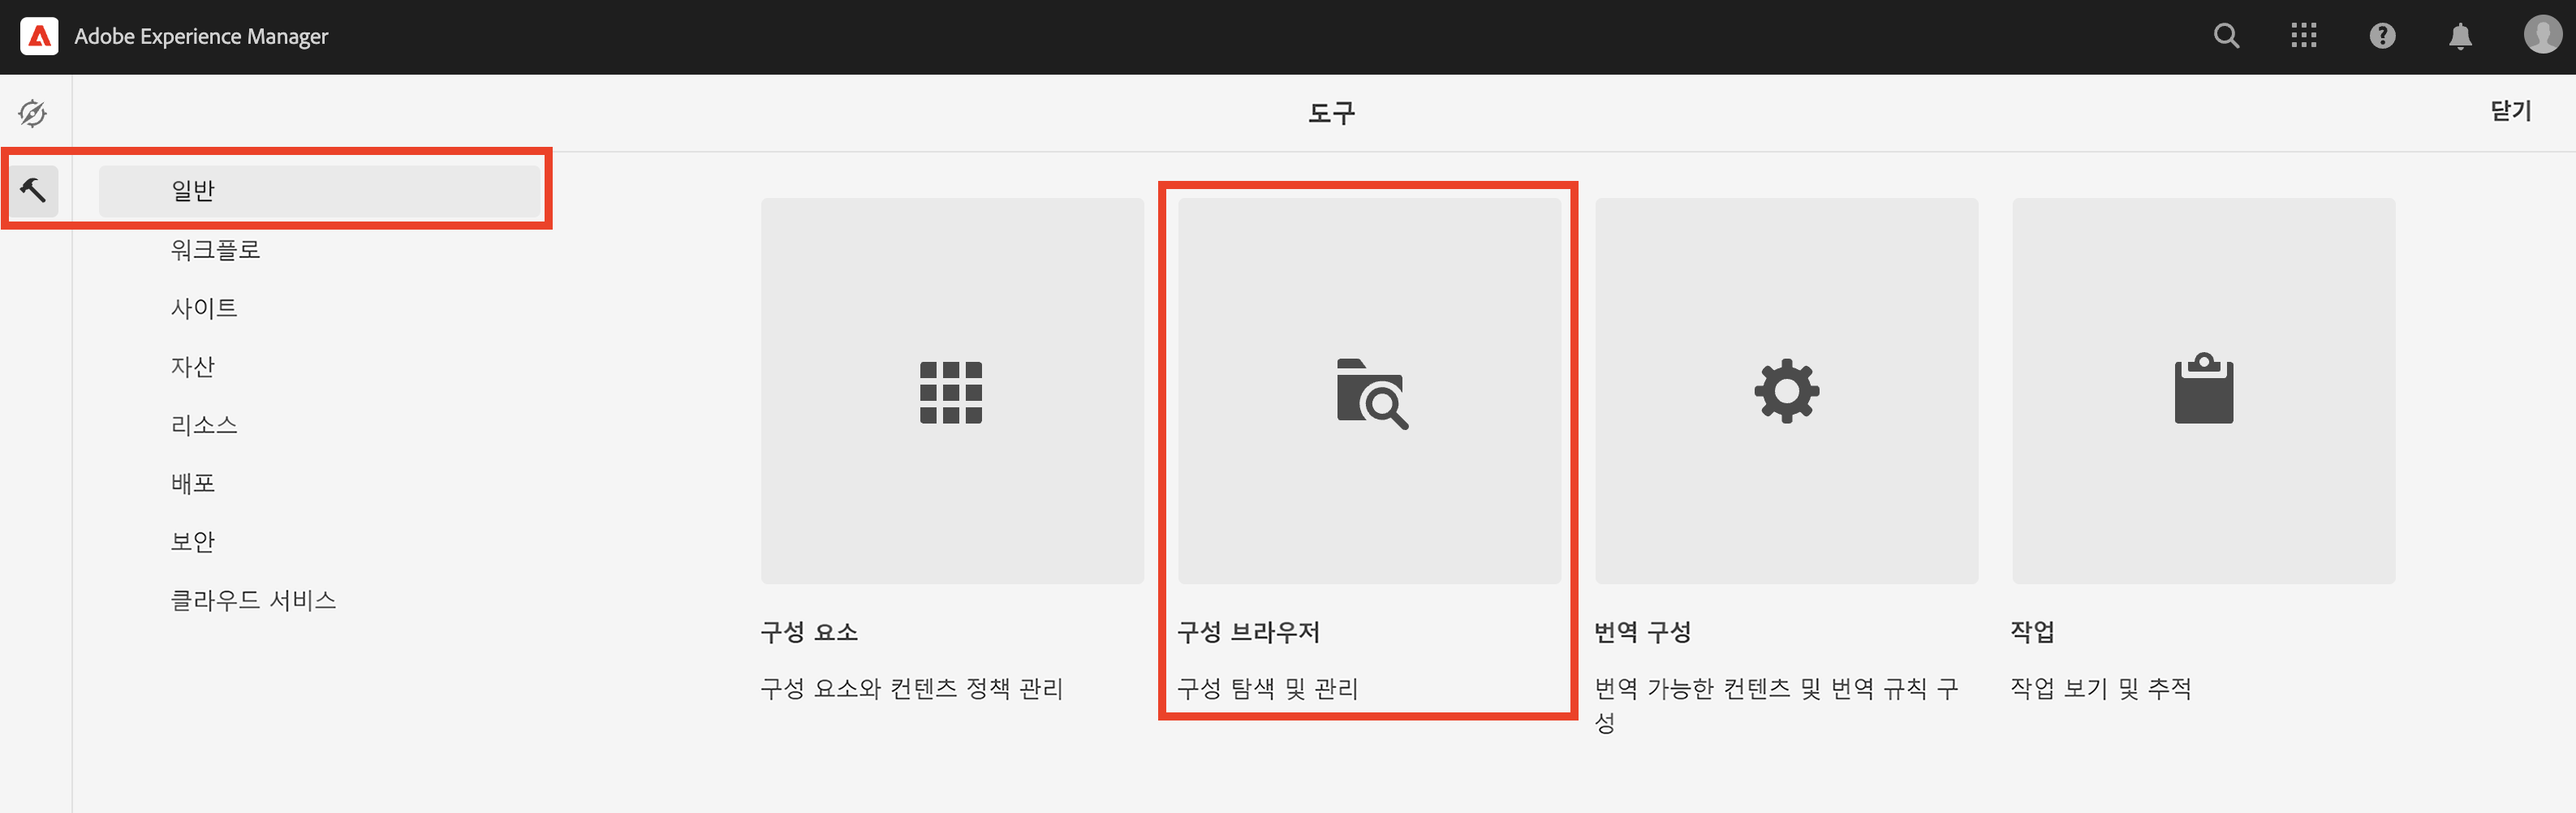 Adobe Experience Manager
도구
닫기
일반
워크플로
사이트
자산
리소스
배포
보안
클라우드 서비스
구성 요소
구성 요소와 컨텐츠 정책 관리
구성 브라우저
구성 탐색 및 관리
번역 구성
번역 가능한 컨텐츠 및 번역 규칙 구
성
작업
작업 보기 및 추적